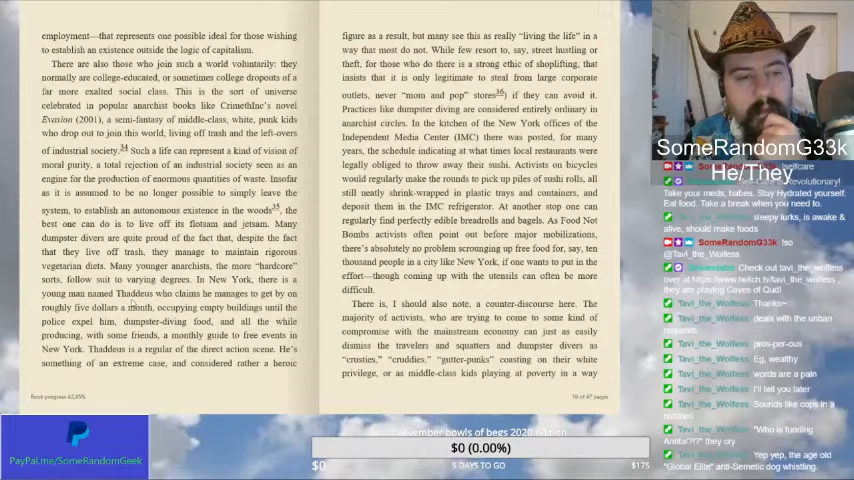 employment—that represents one possible ideal for those wishing
to establish an existence outside the logic of capitalism.
There are also those who join such a world voluntarily: they
normally are college-educated, or sometimes college dropouts of a
far more exalted social class. This is the sort of universe
celebrated in popular anarchist books like CrimethInc's novel
Evasion (2001), a semi-fantasy of middle-class, white, punk kids
who drop out to join this world, living off trash and the left-overs
of industrial society.34 Such a life can represent a kind of vision of
moral purity, a total rejection of an industrial society seen as an
engine for the production of enormous quantities of waste. Insofar
as it is assumed to be no longer possible to simply leave the
system, to establish an autonomous existence in the woods35, the
best one can do is to live off its flotsam and jetsam. Many
dumpster divers are quite proud of the fact that, despite the fact
that they live off trash, they manage to maintain rigorous
vegetarian diets. Many younger anarchists, the more “hardcore”
sorts, follow suit to varying degrees. In New York, there is a
young man named Thaddeus who claims he manages to get by on
roughly five dollars a month, occupying empty buildings until the
police expel him, dumpster-diving food, and all the while
producing, with some friends, a monthly guide to free events in
New York. Thaddeus is a regular of the direct action scene. He's
something of an extreme case, and considered rather a heroic
Book progress 42,95%
figure as a result, but many see this as really “living the life” in a
way that most do not. While few resort to, say, street hustling or
theft, for those who do there is a strong ethic of shoplifting, that
insists that it is only legitimate to steal from large corporate
outlets, never “mom and pop” stores36) if they can avoid it.
Practices like dumpster diving are considered entirely ordinary in
anarchist circles. In the kitchen of the New York offices of the
Independent Media Center (IMC) there was posted, for many
years, the schedule indicating at what times local restaurants were
legally obliged to throw away their sushi. Activists on bicycles
would regularly make the rounds to pick up piles of sushi rolls, all
still neatly shrink-wrapped in plastic trays and containers, and
deposit them in the IMC refrigerator. At another stop one can
regularly find perfectly edible breadrolls and bagels. As Food Not
Bombs activists often point out before major mobilizations,
there's absolutely no problem scrounging up free food for, say, ten
thousand people in a city like New York, if one wants to put in the
effort—though coming up with the utensils can often be more
difficult.
There is, I should also note, a counter-discourse here. The
majority of activists, who are trying to come to some kind of
compromise with the mainstream economy can just as easily
dismiss the travelers and squatters and dumpster divers as
“crusties,” “cruddies,” “gutter-punks” coasting on their white
privilege, or as middle-class kids playing at poverty in a way
10 of 47 pages
SomeRandomG33k
He/They
!selfcare
Self-Care is Revolutionary!
Take your meds, babes. Stay Hydrated yourself.
Eat food. Take a break when you need to.
Tavi_the_Wolfess: sleepy lurks, is awake &
alive, should make foods
SomeRandomG33k: !so
@Tavi_the_Wolfess
Check out tavi_the_wolfess
over at https://www.twitch.tv/tavi_the_wolfess ,
they are playing Caves of Qud!
Tavi_the_Wolfess: Thanks~
Tavi_the_Wolfess: deals with the urban
Tavi_the_Wolfess: pros-per-ous
Tavi_the_Wolfess: Eg, wealthy
Tavi_the_Wolfess: words are a pain
Tavi_the_Wolfess: I'll tell you later
Tavi_the_Wolfess: Sounds like cops in a
nutshell
Tavi_the_Wolfess: "Who is funding
Antifa!?!?" they cry
Tavi_the_Wolfess: Yep yep, the age old
"Global Elite" anti-Semetic dog whistling.
PayPal.me/SomeRandomGeek
bowls of begs 2020 edition
$0 (0.00%)
$0
5 DAYS TO GO
$175